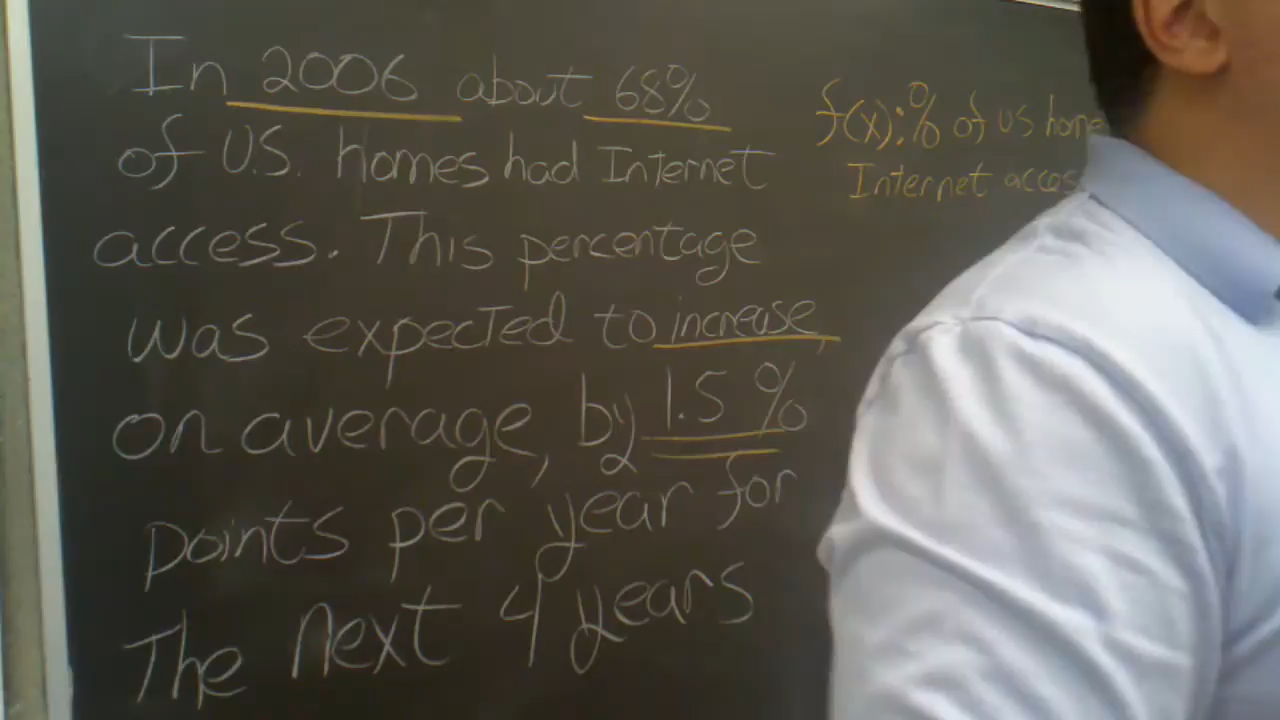 In 2006 about 68%
of U.S. homes had Internet
access. This percentage
was expected to increase,
on average, by 1.5 %
points per year for
The next 4 years
f(x): % of US home
Internet acces